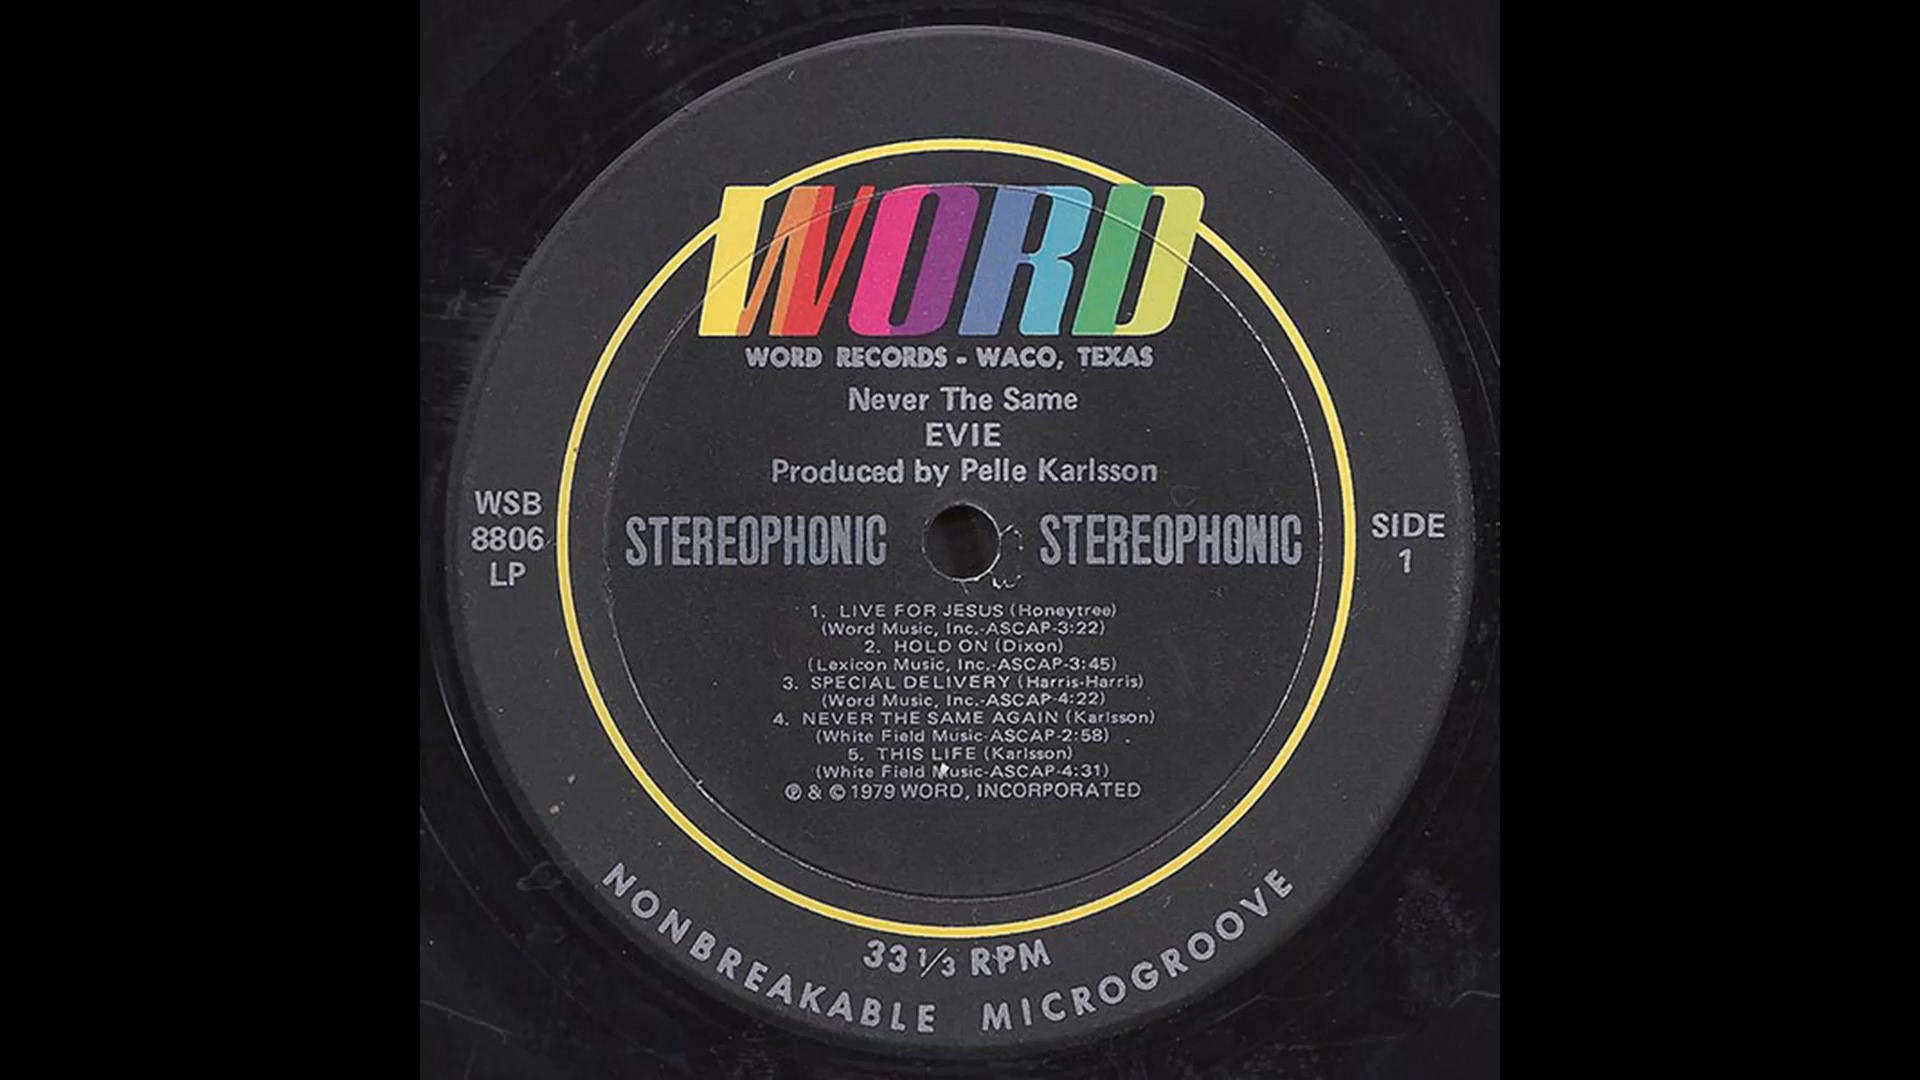 WORD
WORD RECORDS - WACO, TEXAS
Never The Same
EVIE
Produced by Pelle Karlsson
WSB
8806
LP
STEREOPHONIC STEREOPHONIC
SIDE
1
1. LIVE FOR JESUS (Honeytree)
(Word Music, Inc.-ASCAP-3:22)
2. HOLD ON (Dixon)
(Lexicon Music, Inc.-ASCAP-3:45)
3. SPECIAL DELIVERY (Harris-Harris)
(Word Music, Inc.-ASCAP-4:22)
4. NEVER THE SAME AGAIN (Karlsson)
(White Field Music-ASCAP-2:58)
5. THIS LIFE (Karlsson)
(White Field Music-ASCAP-4:31)
℗ & © 1979 WORD, INCORPORATED
33 1/3 RPM
NONBREAKABLE MICROGROOVE